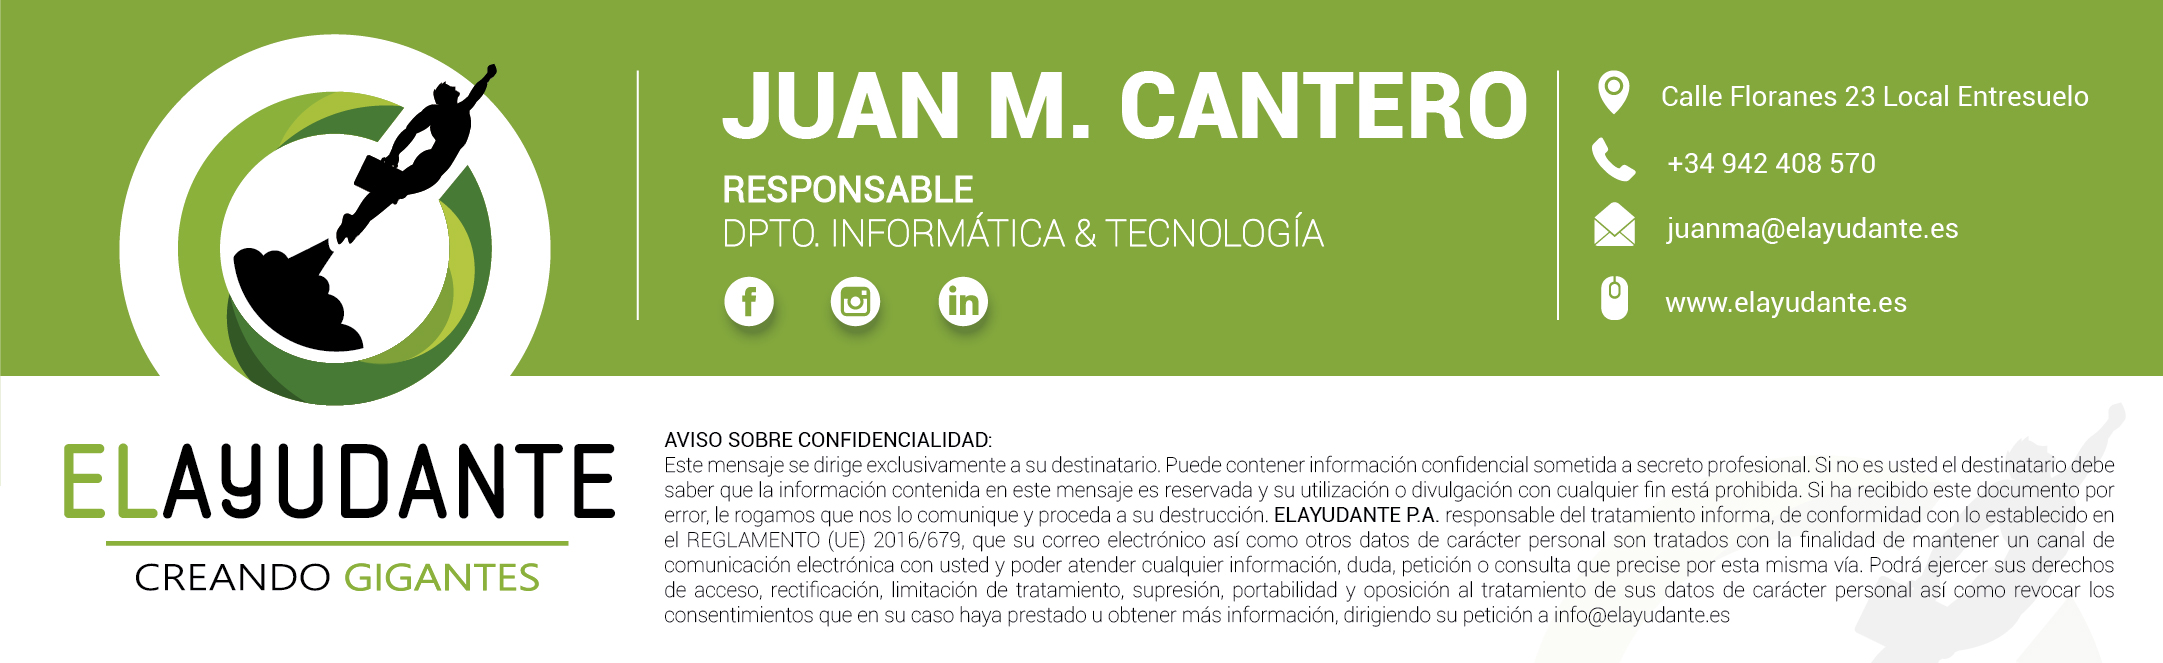 JUAN M. CANTERO
RESPONSABLE
DPTO. INFORMÁTICA & TECNOLOGÍA
Calle Floranes 23 Local Entresuelo
+34 942 408 570
juanma@elayudante.es
www.elayudante.es
ELAYUDANTE
CREANDO GIGANTES
AVISO SOBRE CONFIDENCIALIDAD:
Este mensaje se dirige exclusivamente a su destinatario. Puede contener información confidencial sometida a secreto profesional. Si no es usted el destinatario debe
saber que la información contenida en este mensaje es reservada y su utilización o divulgación con cualquier fin está prohibida. Si ha recibido este documento por
error, le rogamos que nos lo comunique y proceda a su destrucción. ELAYUDANTE P.A. responsable del tratamiento informa, de conformidad con lo establecido en
el REGLAMENTO (UE) 2016/679, que su correo electrónico así como otros datos de carácter personal son tratados con la finalidad de mantener un canal de
comunicación electrónica con usted y poder atender cualquier información, duda, petición o consulta que precise por esta misma vía. Podrá ejercer sus derechos
de acceso, rectificación, limitación de tratamiento, supresión, portabilidad y oposición al tratamiento de sus datos de carácter personal así como revocar los
consentimientos que en su caso haya prestado u obtener más información, dirigiendo su petición a info@elayudante.es